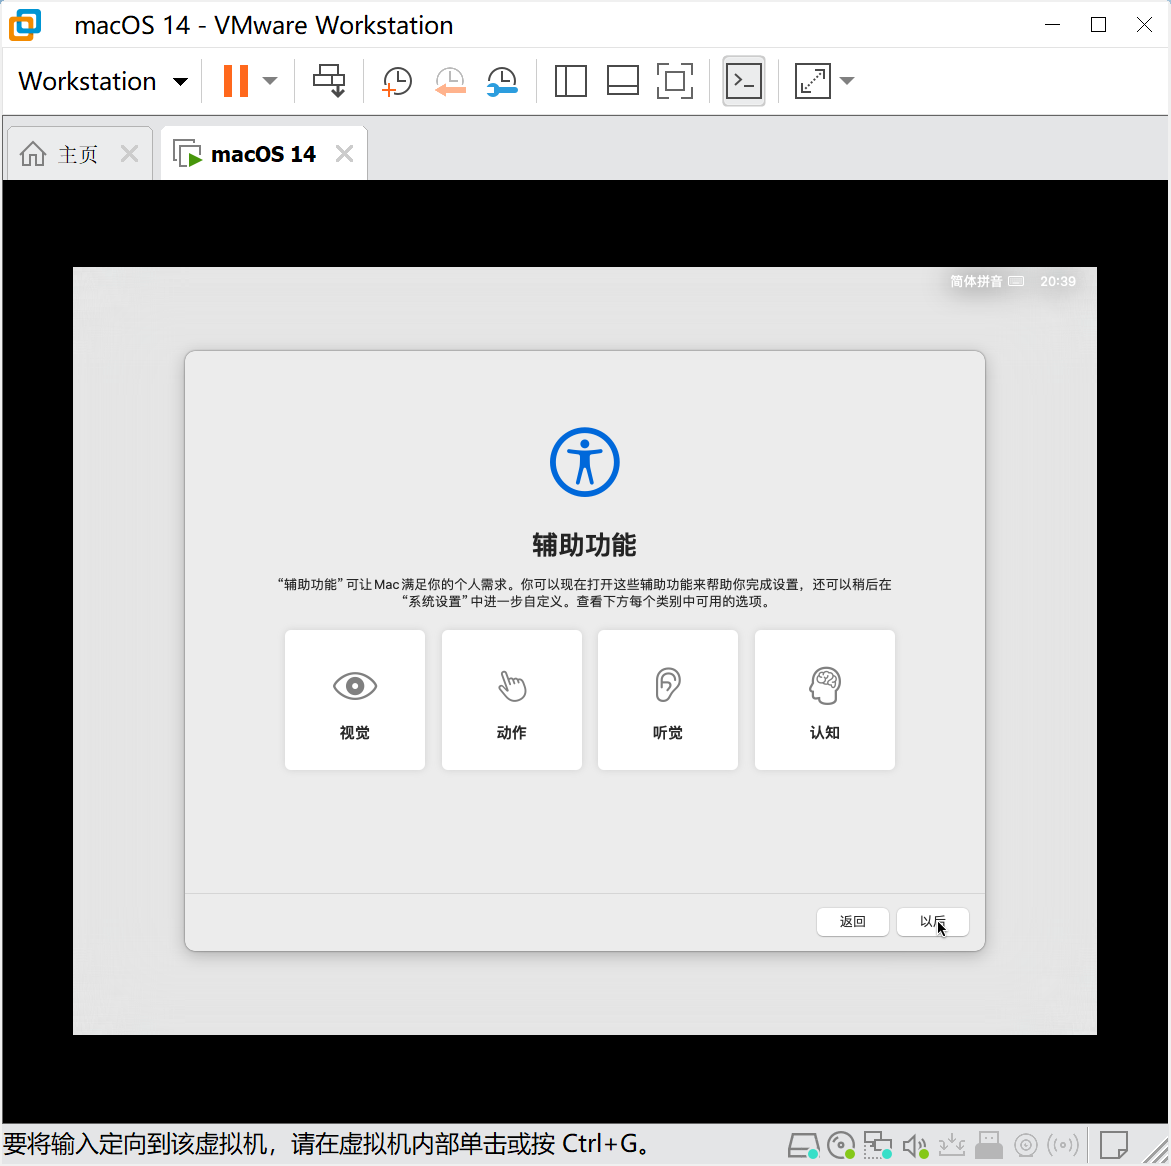 macOS 14 - VMware Workstation
Workstation
主页
macOS 14
简体拼音 20:39
辅助功能
“辅助功能”可让 Mac 满足你的个人需求。你可以现在打开这些辅助功能来帮助你完成设置，还可以稍后在
“系统设置”中进一步自定义。查看下方每个类别中可用的选项。
视觉 动作 听觉 认知
返回 以后
要将输入定向到该虚拟机，请在虚拟机内部单击或按 Ctrl+G。